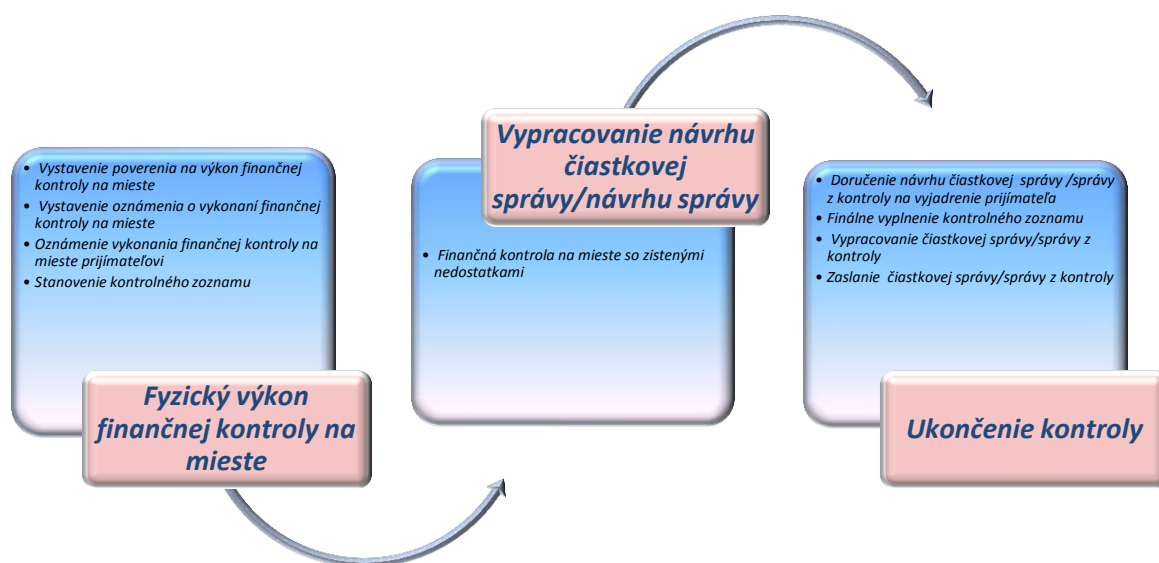 • Vystavenie poverenia na výkon finančnej
kontroly na mieste
• Vystavenie oznámenia o vykonaní finančnej
kontroly na mieste
• Oznámenie vykonania finančnej kontroly na
mieste prijímateľovi
• Stanovenie kontrolného zoznamu
Fyzický výkon
finančnej kontroly na
mieste
Vypracovanie návrhu
čiastkovej
správy/návrhu správy
• Finančná kontrola na mieste so zistenými
nedostatkami
• Doručenie návrhu čiastkovej správy /správy
z kontroly na vyjadrenie prijímateľa
• Finálne vyplnenie kontrolného zoznamu
• Vypracovanie čiastkovej správy/správy z
kontroly
• Zaslanie čiastkovej správy/správy z kontroly
Ukončenie kontroly